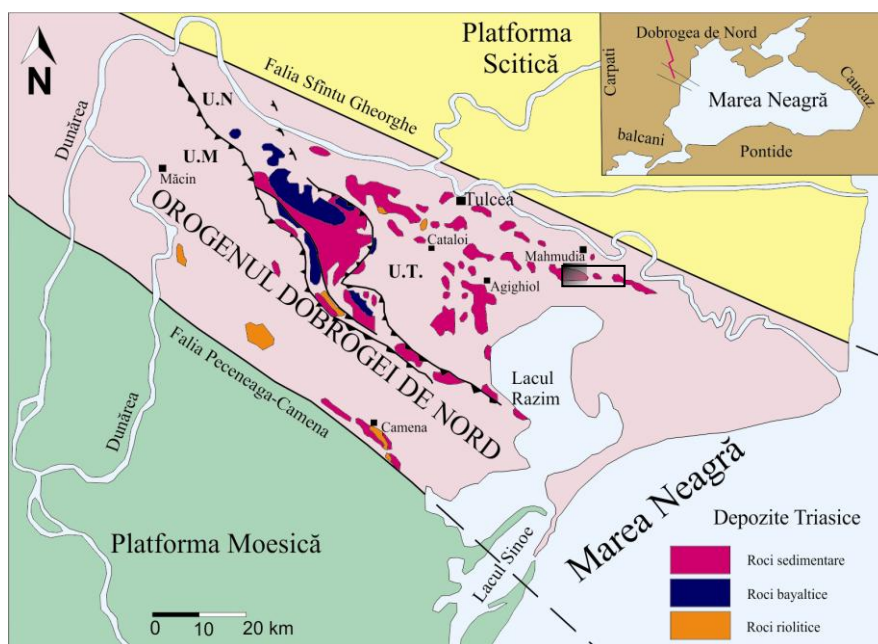 Platforma
Scitică
Dobrogea de Nord
Carpati
Caucaz
Marea Neagră
balcani
Pontide
N
Dunărea
Falia Sfîntu Gheorghe
U.N
U.M
Măcin
Tulcea
Cataloi
Mahmudia
U.T.
Agighiol
OROGENUL DOBROGEI DE NORD
Falia Peceneaga-Camena
Lacul
Razim
Dunărea
Camena
Marea Neagră
Platforma Moesică
Lacul Sinoe
Depozite Triasice
Roci sedimentare
Roci bayaltice
Roci riolitice
0 10 20 km